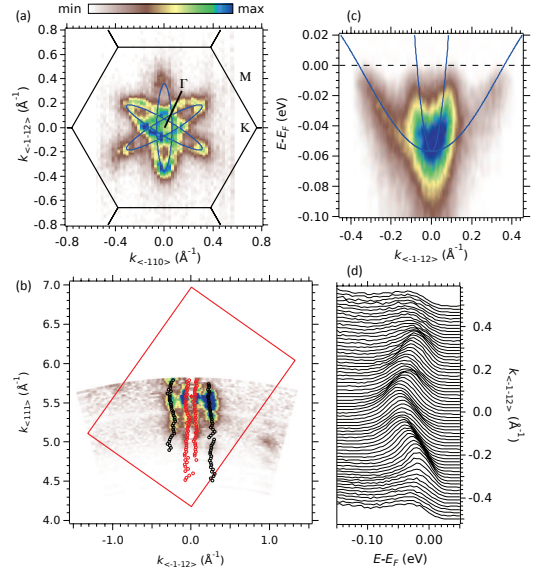 min max
(a)
0.8
0.6
0.4
0.2
0.0
-0.2
-0.4
-0.6
-0.8
k<-1-12> (Å⁻¹)
Γ
M
K
-0.8 -0.4 0.0 0.4 0.8
k<-110> (Å⁻¹)
(c)
0.02
0.00
-0.02
-0.04
-0.06
-0.08
-0.10
E-E_F (eV)
-0.4 -0.2 0.0 0.2 0.4
k<-1-12> (Å⁻¹)
(b)
7.0
6.5
6.0
5.5
5.0
4.5
4.0
k<111> (Å⁻¹)
-1.0 0.0 1.0
k<-1-12> (Å⁻¹)
(d)
0.4
0.2
0.0
-0.2
-0.4
k<-1-12> (Å⁻¹)
-0.10 0.00
E-E_F (eV)